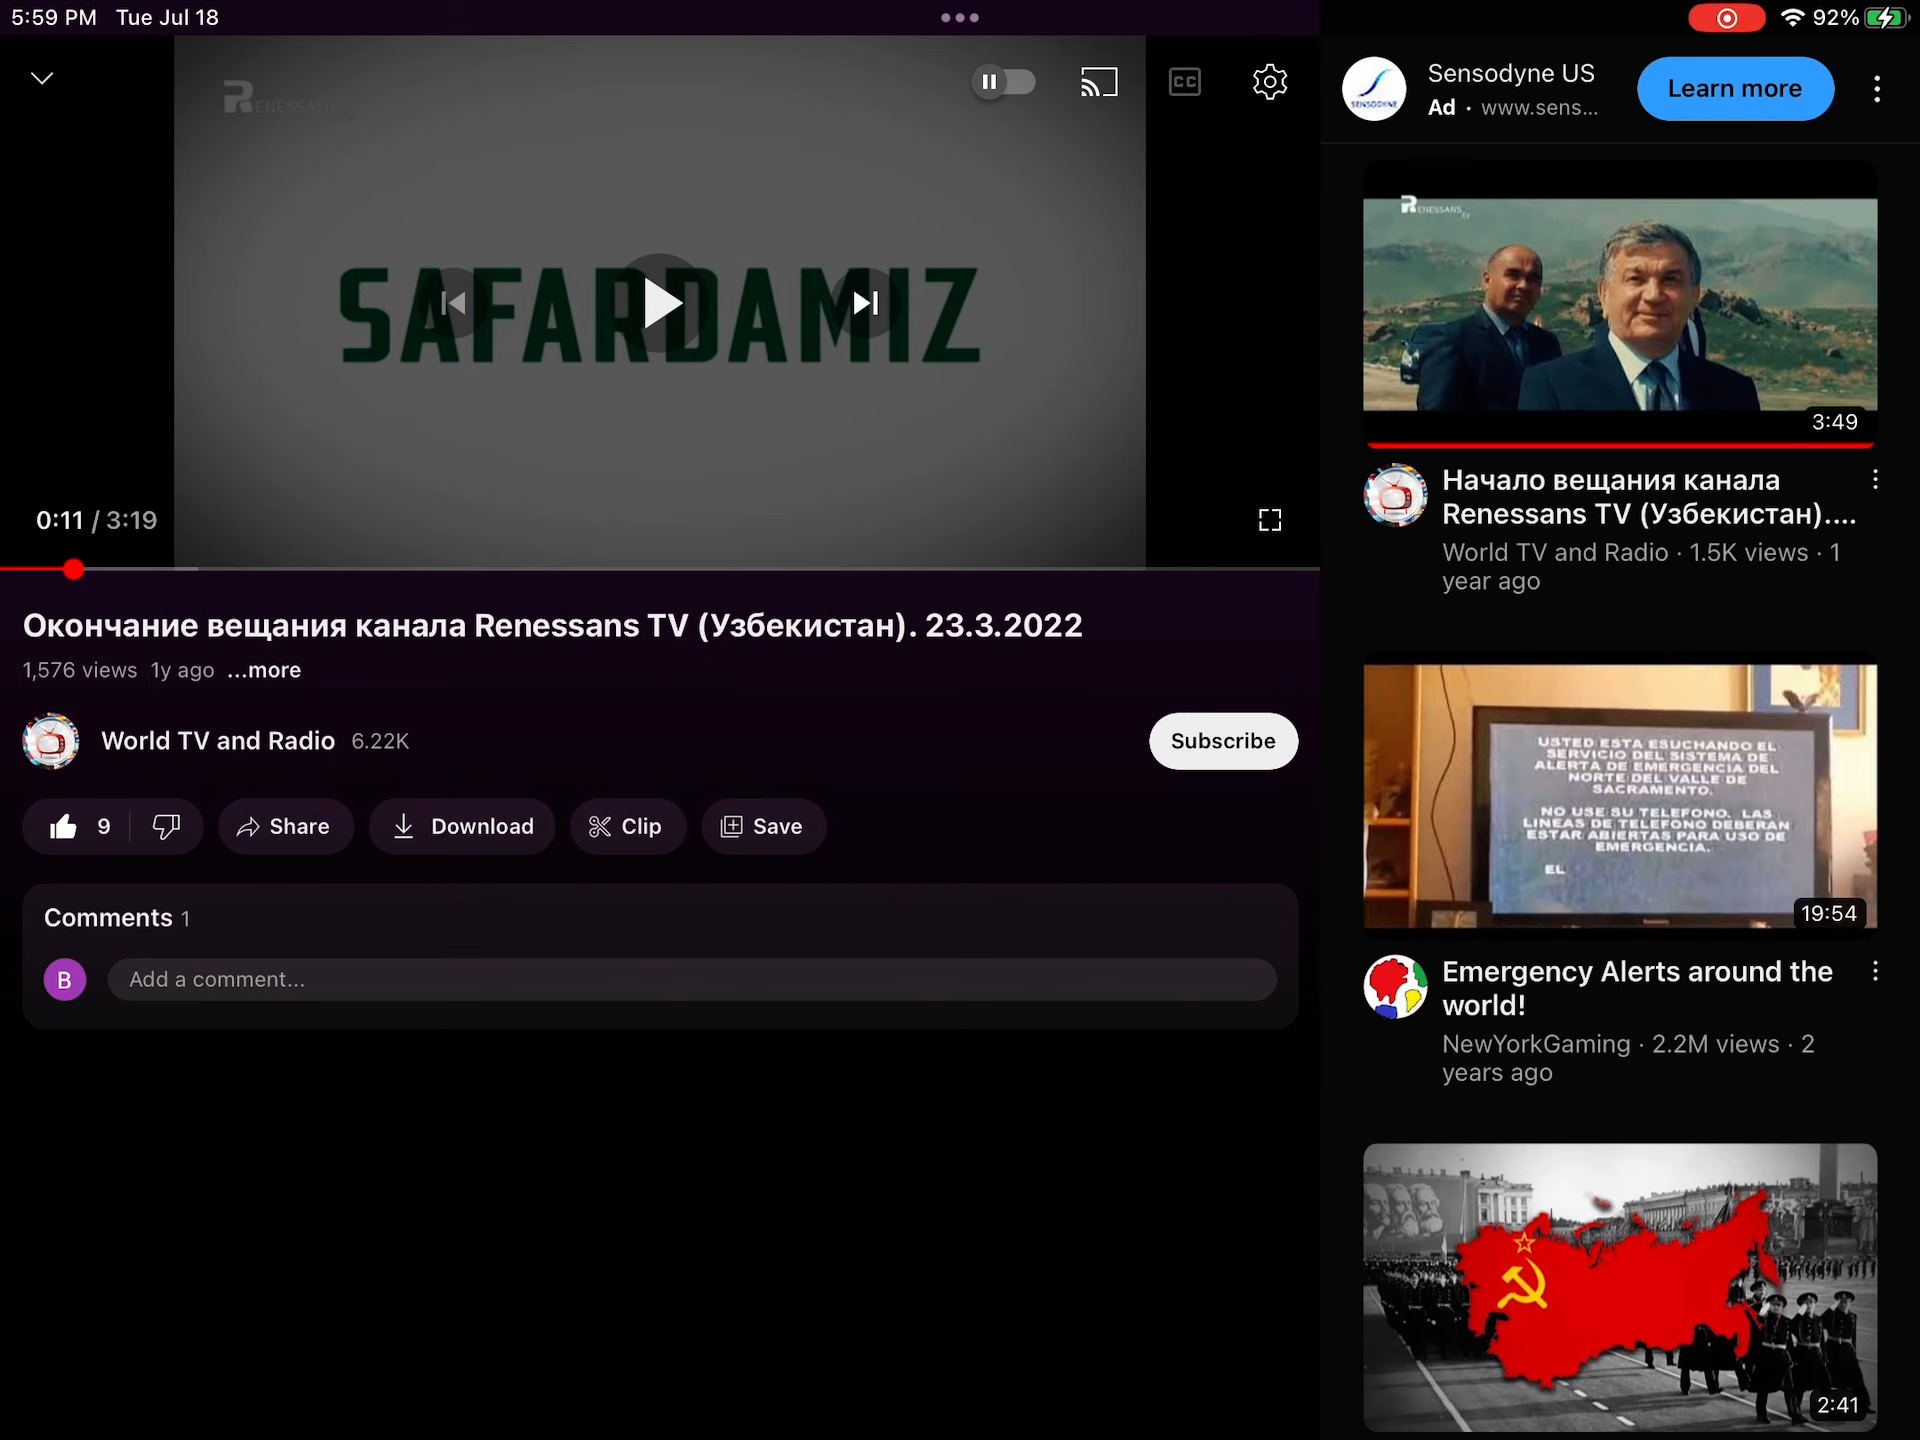 5:59 PM Tue Jul 18
92%
RENESSANS
CC
SAFARDAMIZ
0:11 / 3:19
Окончание вещания канала Renessans TV (Узбекистан). 23.3.2022
1,576 views 1y ago ...more
World TV and Radio 6.22K
Subscribe
9
Share
Download
Clip
Save
Comments 1
B
Add a comment...
SENSODYNE
Sensodyne US
Ad · www.sens...
Learn more
RENESSANS TV
3:49
Начало вещания канала
Renessans TV (Узбекистан)....
World TV and Radio · 1.5K views · 1
year ago
USTED ESTA ESUCHANDO EL
SERVICIO DEL SISTEMA DE
ALERTA DE EMERGENCIA DEL
NORTE DEL VALLE DE
SACRAMENTO.
NO USE SU TELEFONO. LAS
LINEAS DE TELEFONO DEBERAN
ESTAR ABIERTAS PARA USO DE
EMERGENCIA.
EL
19:54
Emergency Alerts around the
world!
NewYorkGaming · 2.2M views · 2
years ago
2:41